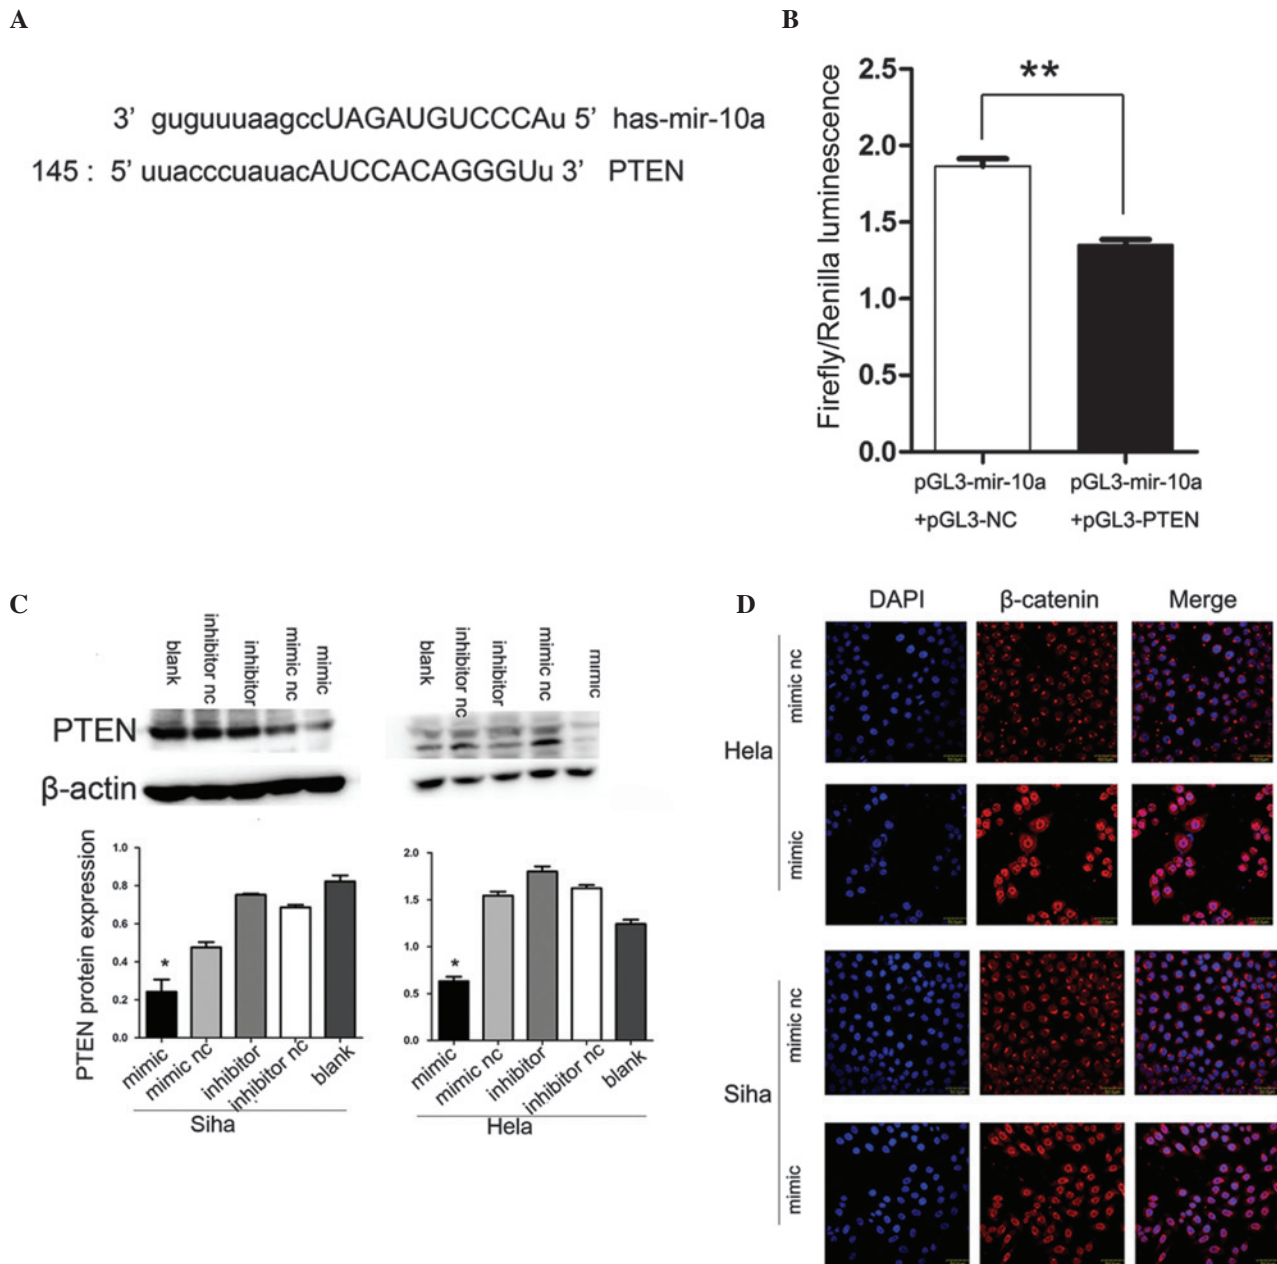 A
3’ guguuuaagccUAGAUGUCCCAu 5’ has-mir-10a
145 : 5’ uuacccuauacAUCCACAGGGUu 3’ PTEN
B
Firefly/Renilla luminescence
2.5
2.0
1.5
1.0
0.5
0.0
**
pGL3-mir-10a
+pGL3-NC
pGL3-mir-10a
+pGL3-PTEN
C
blank
inhibitor nc
inhibitor
mimic nc
mimic
blank
inhibitor nc
inhibitor
mimic nc
mimic
PTEN
β-actin
PTEN protein expression
1.0
0.8
0.6
0.4
0.2
0.0
*
mimic
mimic nc
inhibitor
inhibitor nc
blank
Siha
2.0
1.5
1.0
0.5
0.0
*
mimic
mimic nc
inhibitor
inhibitor nc
blank
Hela
D
DAPI
β-catenin
Merge
Hela
mimic nc
mimic
Siha
mimic nc
mimic